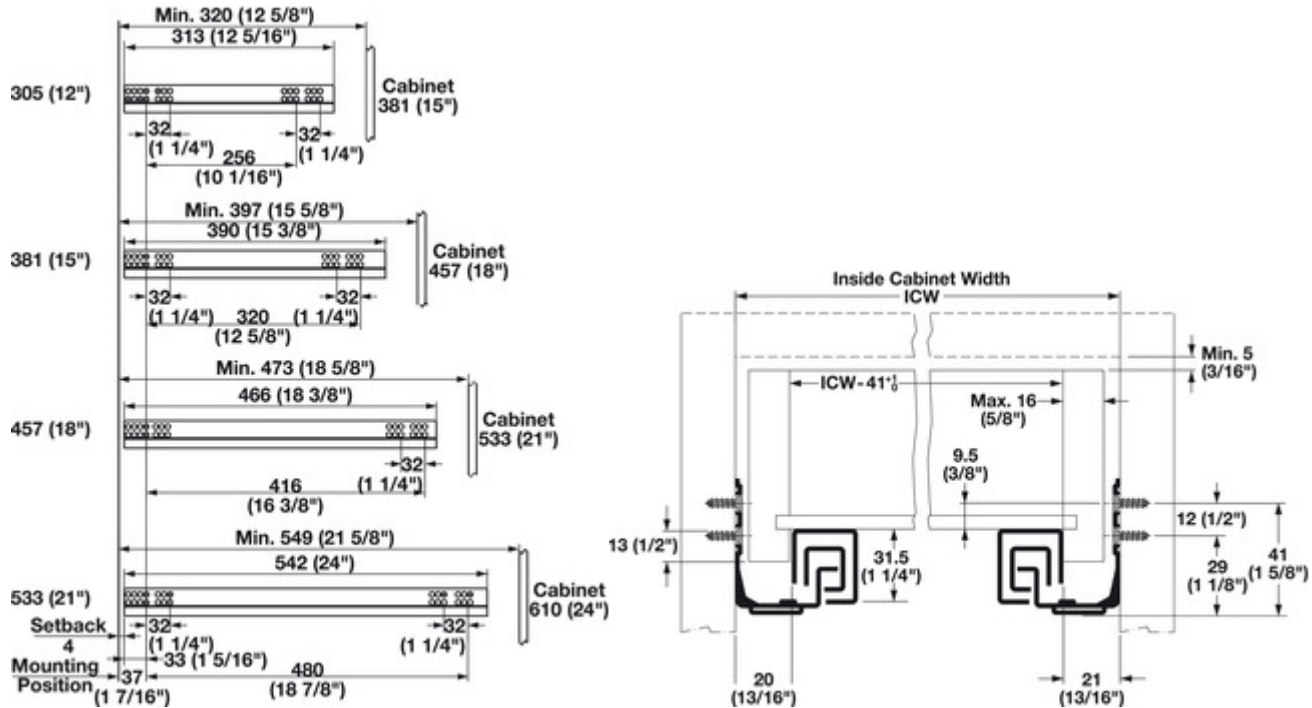 Min. 320 (12 5/8")
313 (12 5/16")
305 (12")
Cabinet
381 (15")
32
(1 1/4")
32
(1 1/4")
256
(10 1/16")
Min. 397 (15 5/8")
390 (15 3/8")
381 (15")
Cabinet
457 (18")
32
(1 1/4")
32
(1 1/4")
320
(12 5/8")
Min. 473 (18 5/8")
466 (18 3/8")
457 (18")
Cabinet
533 (21")
32
(1 1/4")
416
(16 3/8")
Min. 549 (21 5/8")
542 (24")
533 (21")
Cabinet
610 (24")
32
(1 1/4")
32
(1 1/4")
Setback
4
33 (1 5/16")
Mounting
Position
37
(1 7/16")
480
(18 7/8")
Inside Cabinet Width
ICW
Min. 5
(3/16")
ICW-41+1 0
Max. 16
(5/8")
9.5
(3/8")
12 (1/2")
13 (1/2")
31.5
(1 1/4")
29
(1 1/8")
41
(1 5/8")
20
(13/16")
21
(13/16")